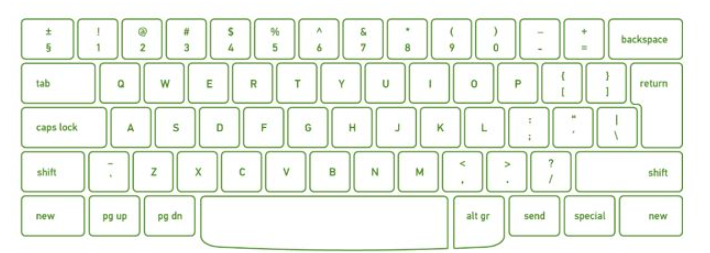 ± ! @ # $ % ^ & * ( ) _ +
§ 1 2 3 4 5 6 7 8 9 0 - = backspace
tab Q W E R T Y U I O P { [ } ] return
caps lock A S D F G H J K L : ; " ' | \
shift ~ ` Z X C V B N M < , > . ? / shift
new pg up pg dn alt gr send special new